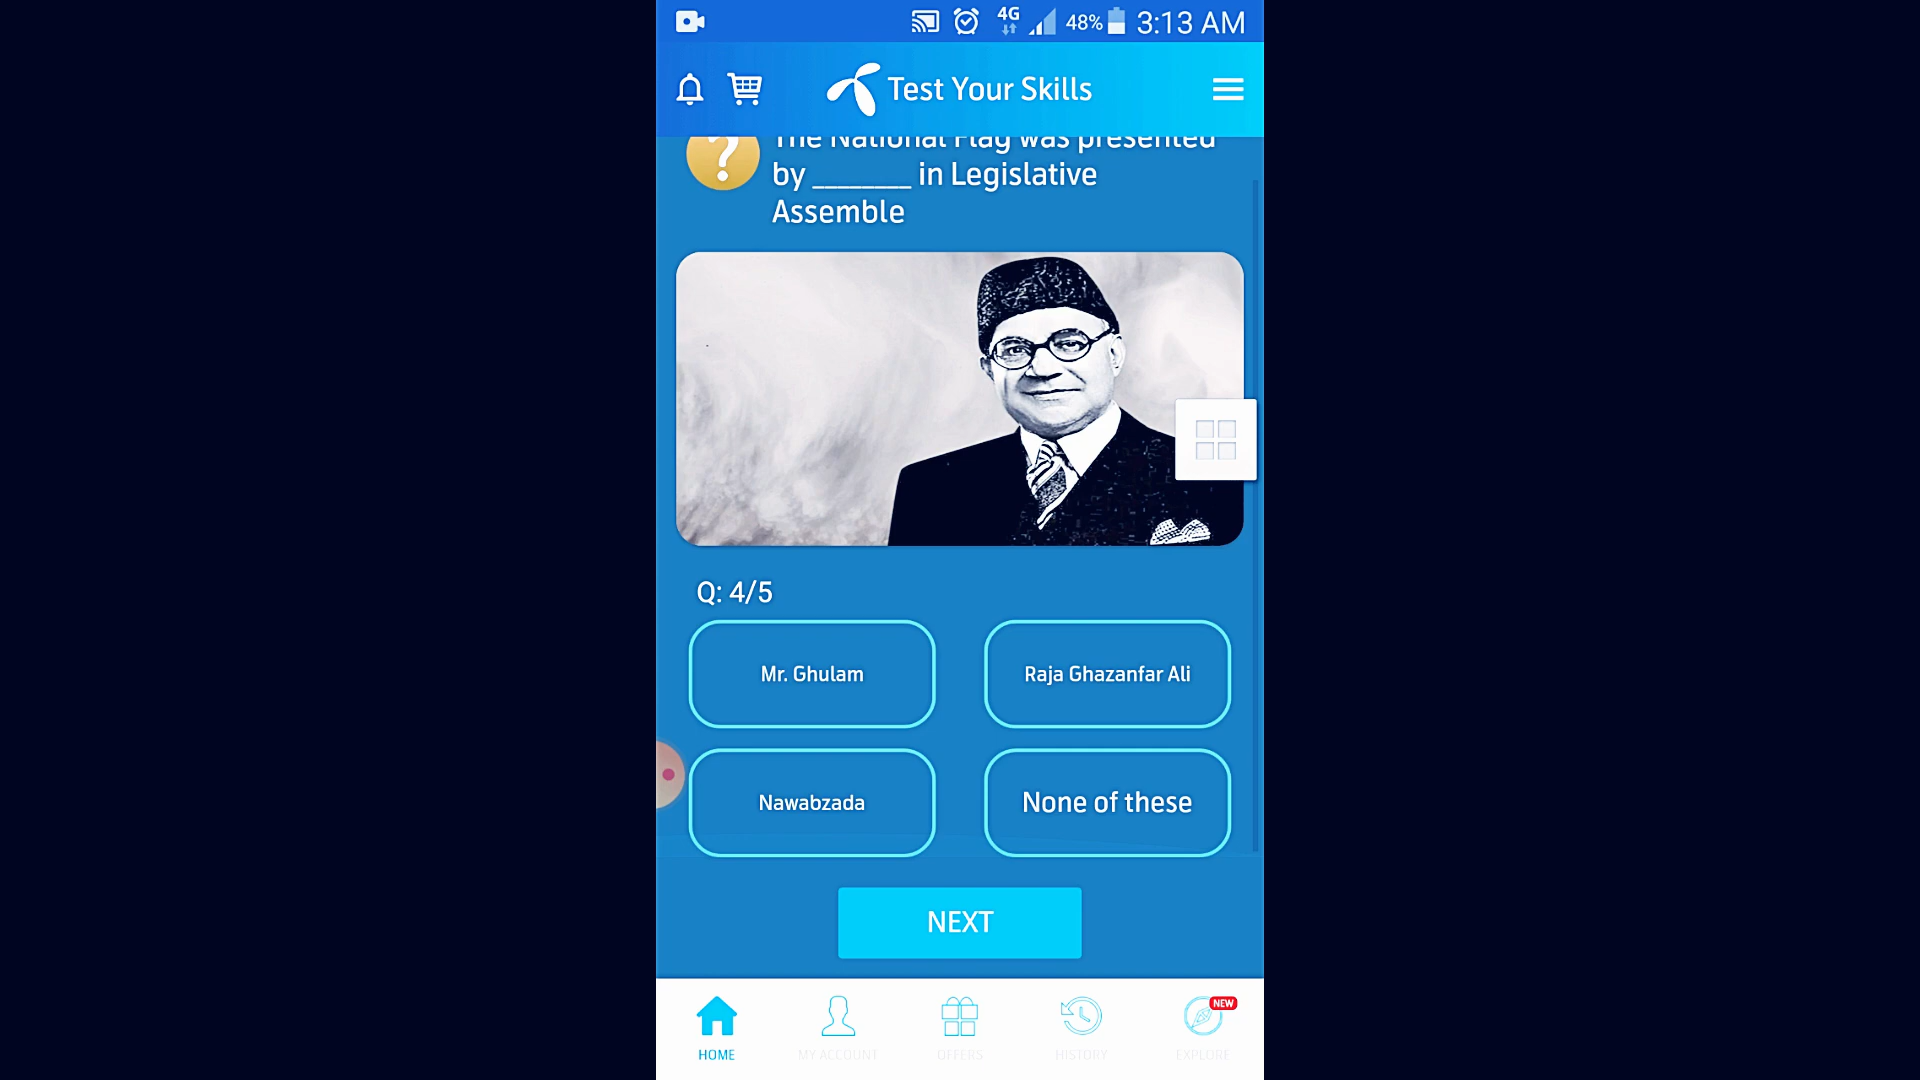 4G 48% 3:13 AM
Test Your Skills
The National Flag was presented
by ________ in Legislative
Assemble
Q: 4/5
Mr. Ghulam
Raja Ghazanfar Ali
Nawabzada
None of these
NEXT
NEW
HOME
MY ACCOUNT
OFFERS
HISTORY
EXPLORE